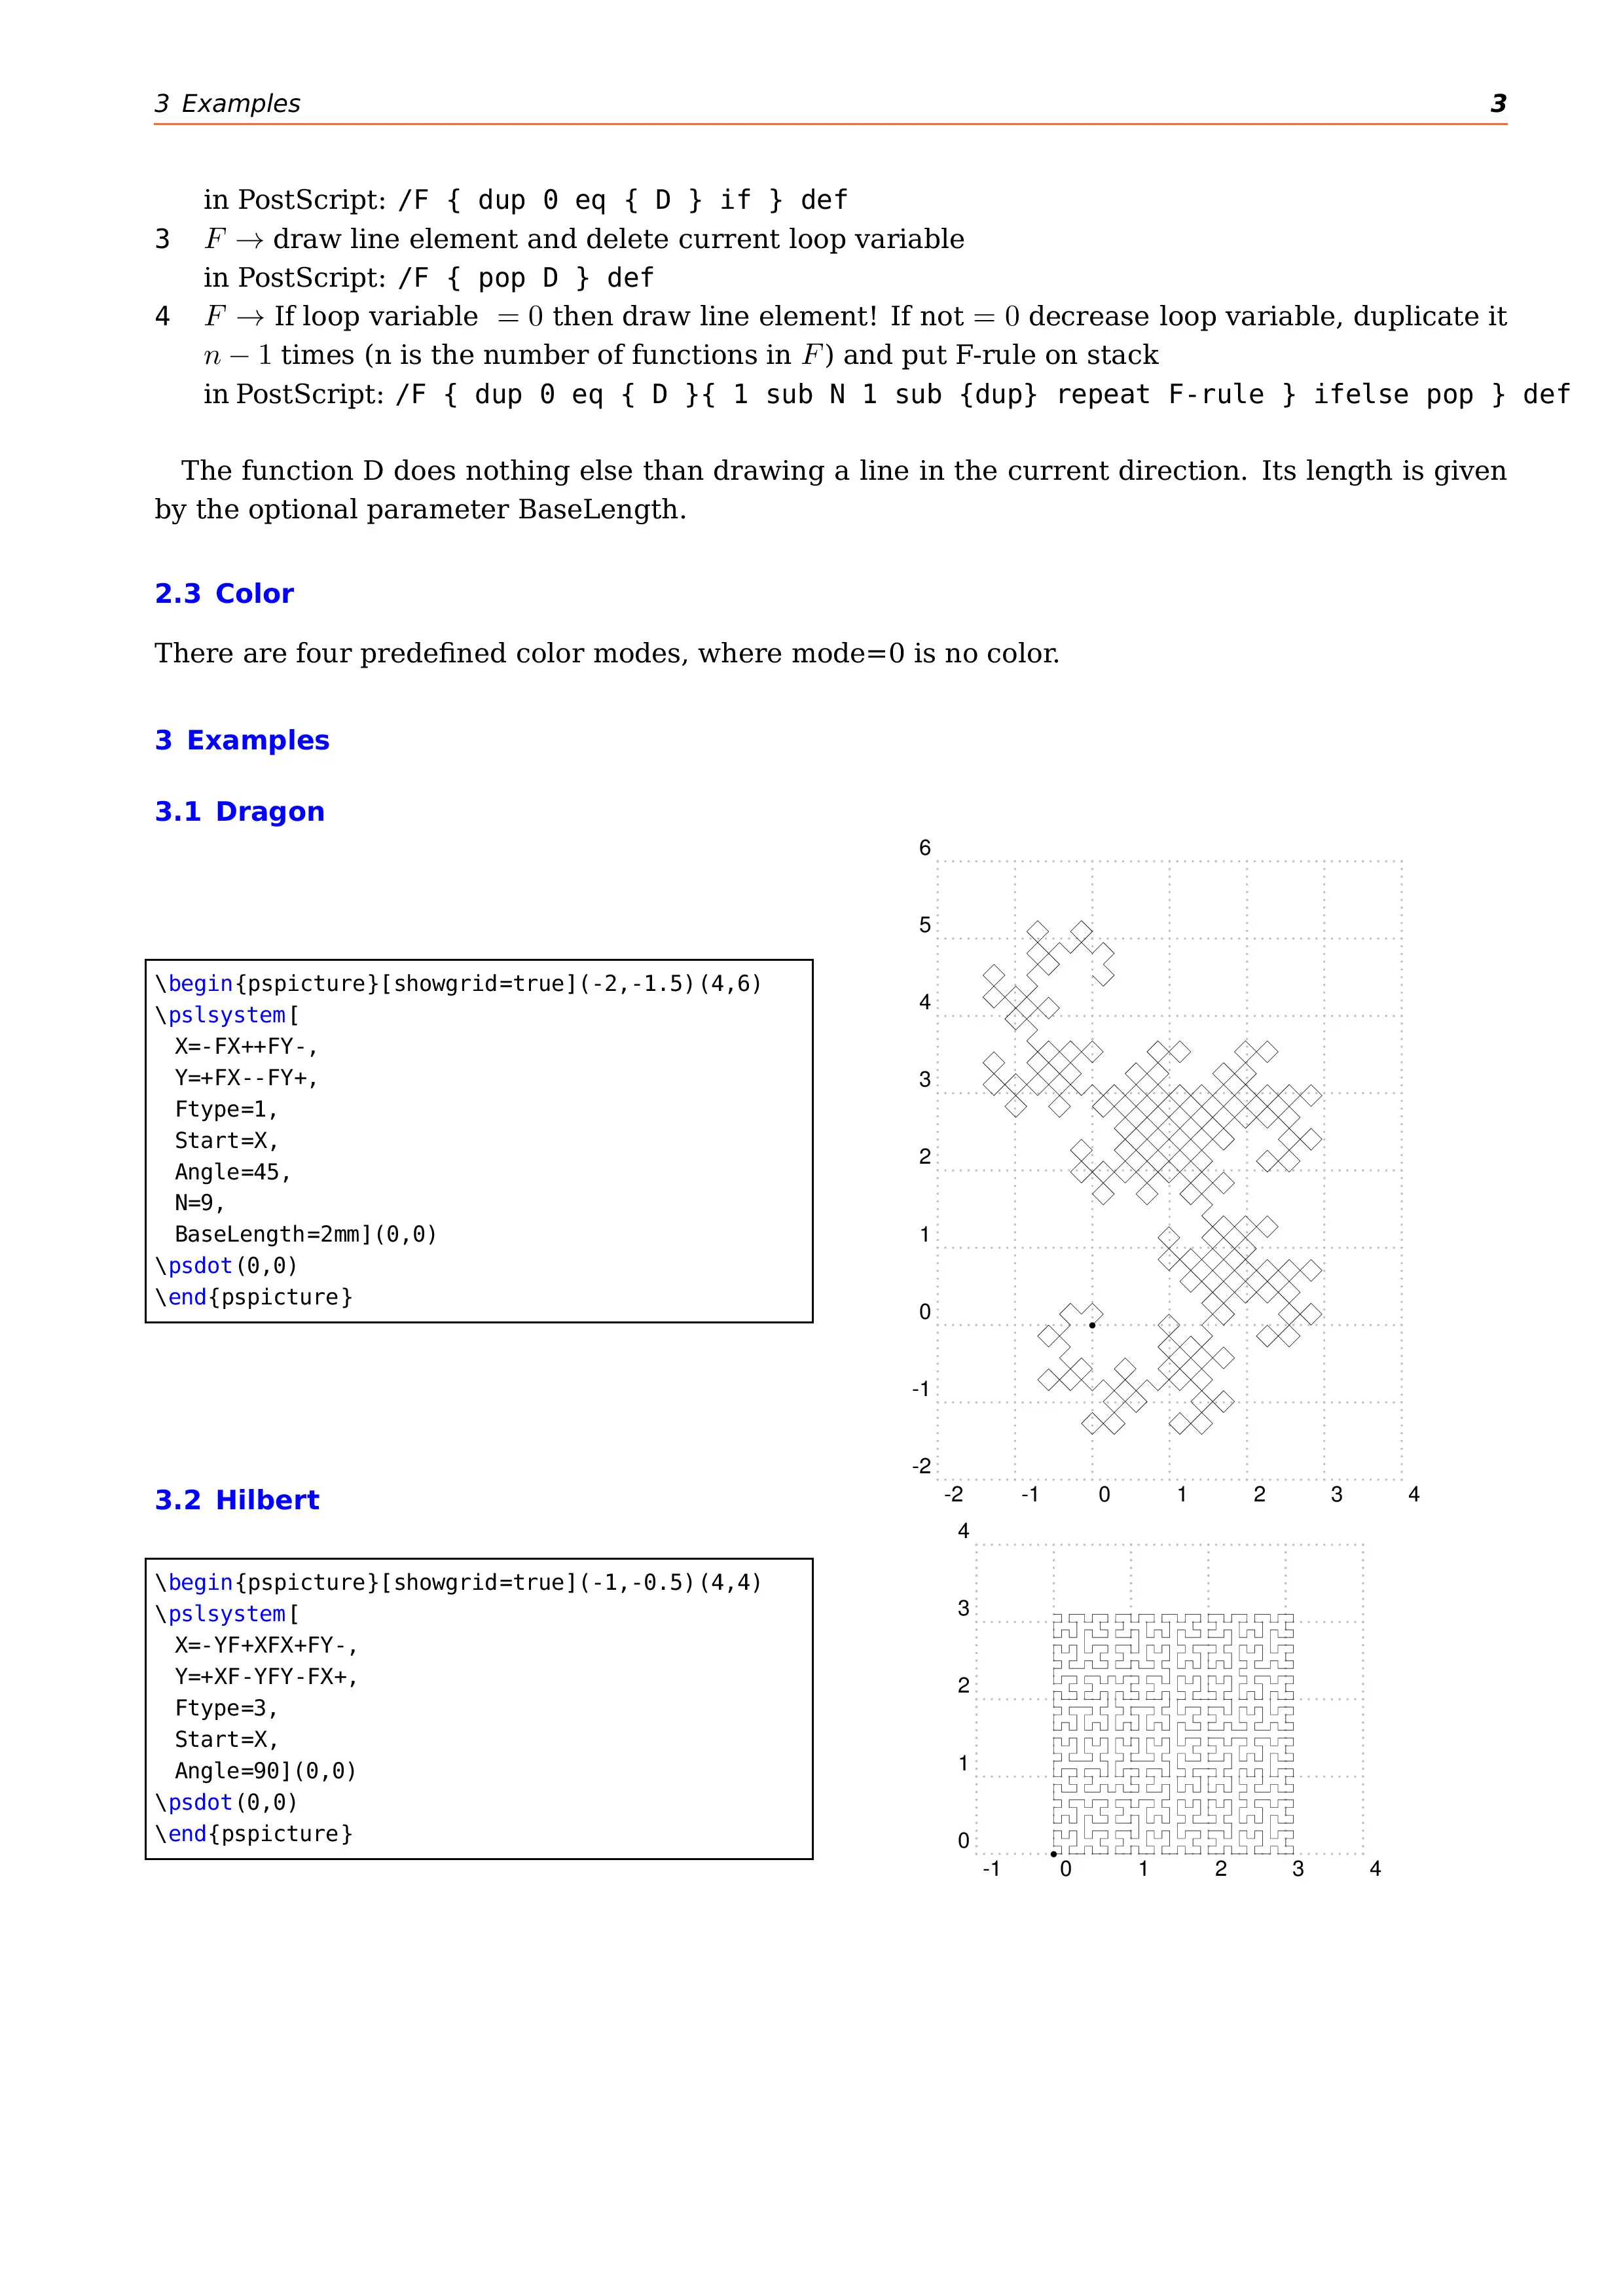 3 Examples 3
in PostScript: /F { dup 0 eq { D } if } def
3 F → draw line element and delete current loop variable
in PostScript: /F { pop D } def
4 F → If loop variable = 0 then draw line element! If not = 0 decrease loop variable, duplicate it
n − 1 times (n is the number of functions in F) and put F-rule on stack
in PostScript: /F { dup 0 eq { D }{ 1 sub N 1 sub {dup} repeat F-rule } ifelse pop } def
The function D does nothing else than drawing a line in the current direction. Its length is given
by the optional parameter BaseLength.
2.3 Color
There are four predefined color modes, where mode=0 is no color.
3 Examples
3.1 Dragon
\begin{pspicture}[showgrid=true](-2,-1.5)(4,6)
\pslsystem[
X=-FX++FY-,
Y=+FX--FY+,
Ftype=1,
Start=X,
Angle=45,
N=9,
BaseLength=2mm](0,0)
\psdot(0,0)
\end{pspicture}
6
5
4
3
2
1
0
-1
-2
-2 -1 0 1 2 3 4
3.2 Hilbert
\begin{pspicture}[showgrid=true](-1,-0.5)(4,4)
\pslsystem[
X=-YF+XFX+FY-,
Y=+XF-YFY-FX+,
Ftype=3,
Start=X,
Angle=90](0,0)
\psdot(0,0)
\end{pspicture}
4
3
2
1
0
-1 0 1 2 3 4